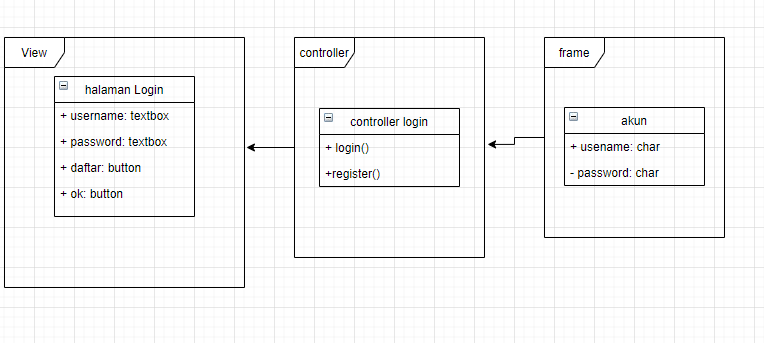 View
halaman Login
+ username: textbox
+ password: textbox
+ daftar: button
+ ok: button
controller
controller login
+ login()
+register()
frame
akun
+ usename: char
- password: char